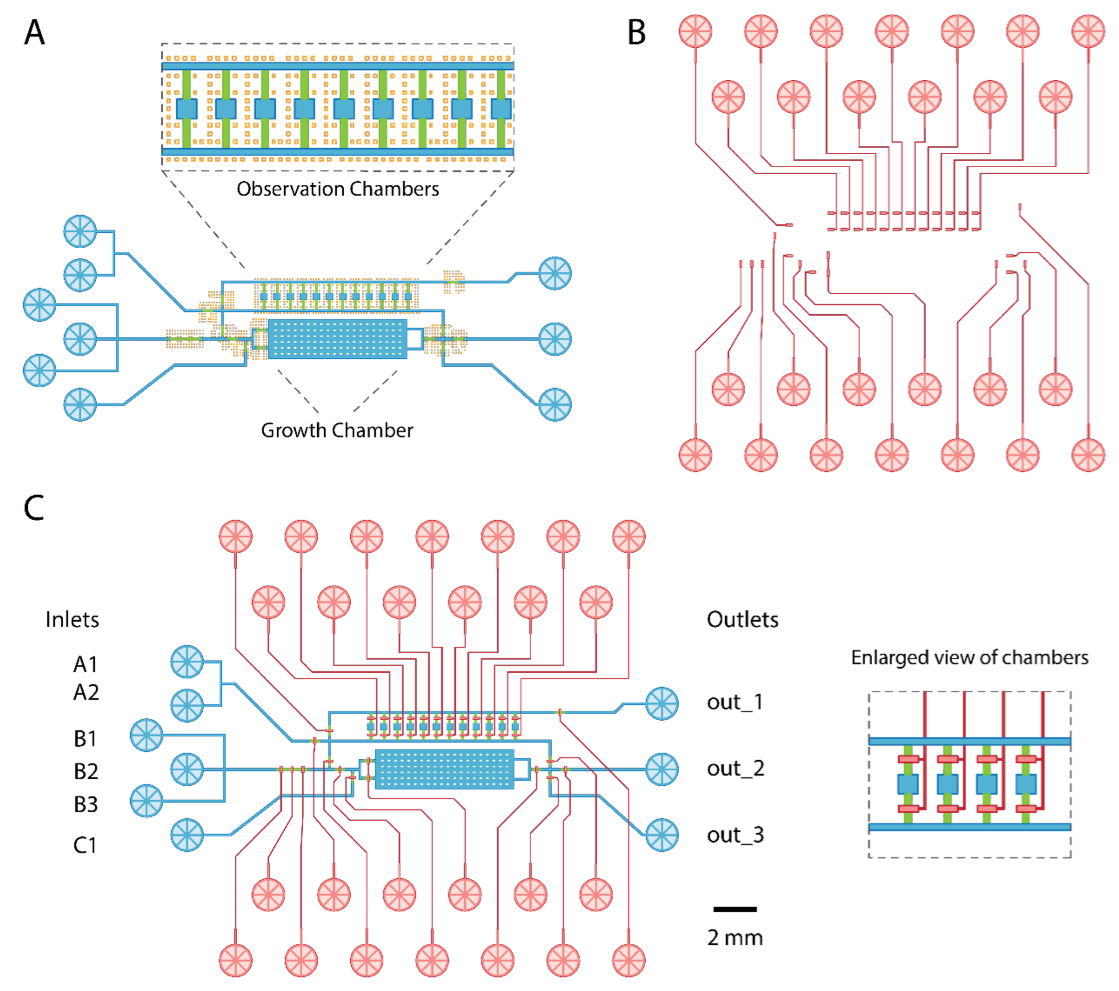 A
B
Observation Chambers
Growth Chamber
C
Inlets
A1
A2
B1
B2
B3
C1
Outlets
out_1
out_2
out_3
2 mm
Enlarged view of chambers